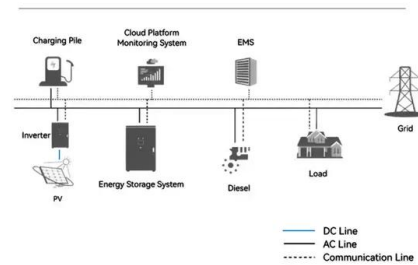 Charging Pile
Cloud Platform
Monitoring System
EMS
Grid
Inverter
PV
Energy Storage System
Diesel
Load
DC Line
AC Line
Communication Line